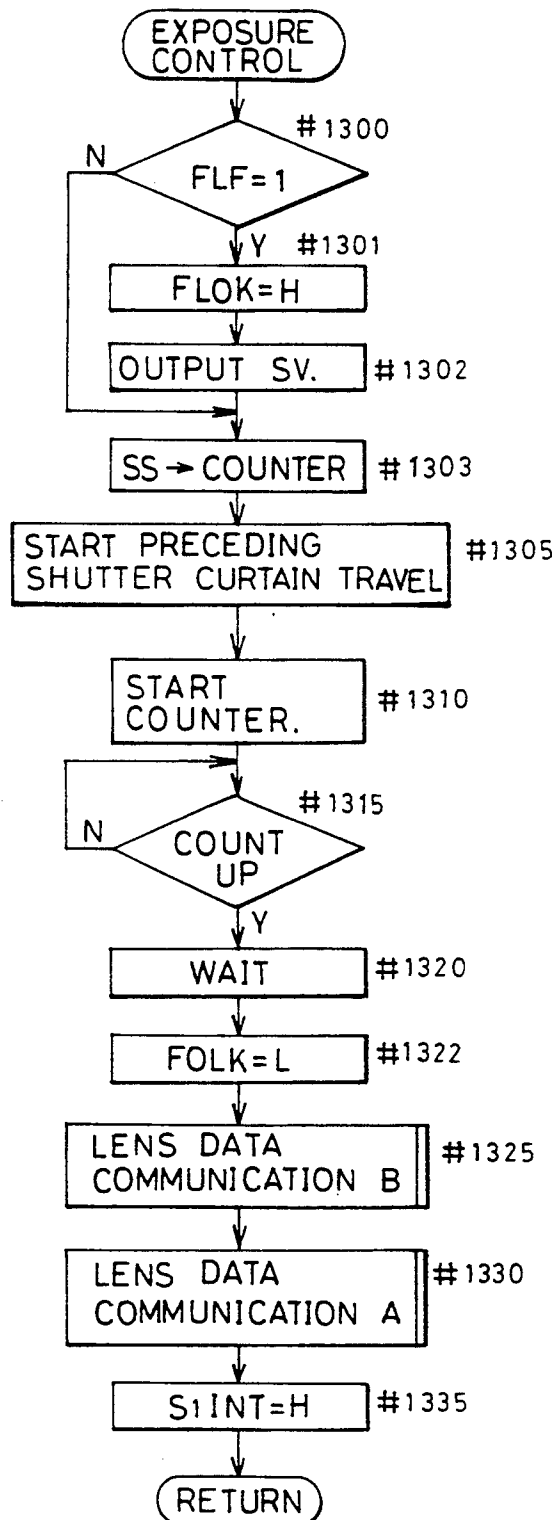 EXPOSURE
CONTROL
#1300
N
FLF=1
Y
#1301
FLOK=H
OUTPUT SV.
#1302
SS→COUNTER
#1303
START PRECEDING
SHUTTER CURTAIN TRAVEL
#1305
START
COUNTER.
#1310
#1315
N
COUNT
UP
Y
WAIT
#1320
FOLK=L
#1322
LENS DATA
COMMUNICATION B
#1325
LENS DATA
COMMUNICATION A
#1330
S1INT=H
#1335
RETURN